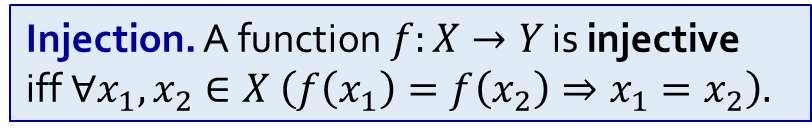 Injection. A function f: X → Y is injective
iff ∀x₁, x₂ ∈ X (f(x₁) = f(x₂) ⇒ x₁ = x₂).